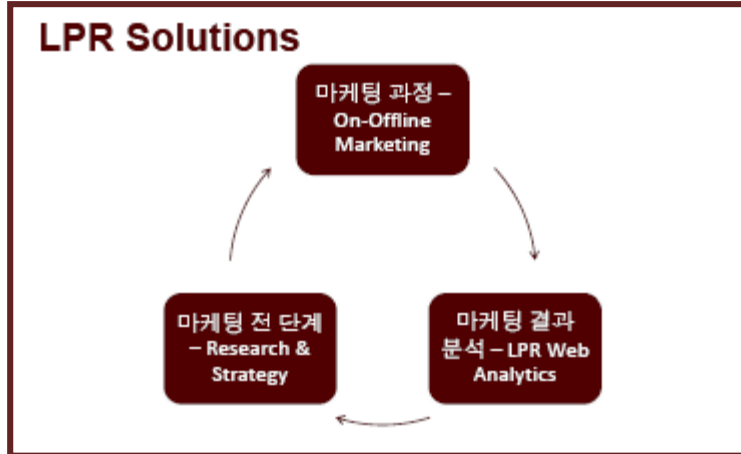 LPR Solutions
마케팅 과정 –
On-Offline
Marketing
마케팅 전 단계
– Research &
Strategy
마케팅 결과
분석 – LPR Web
Analytics